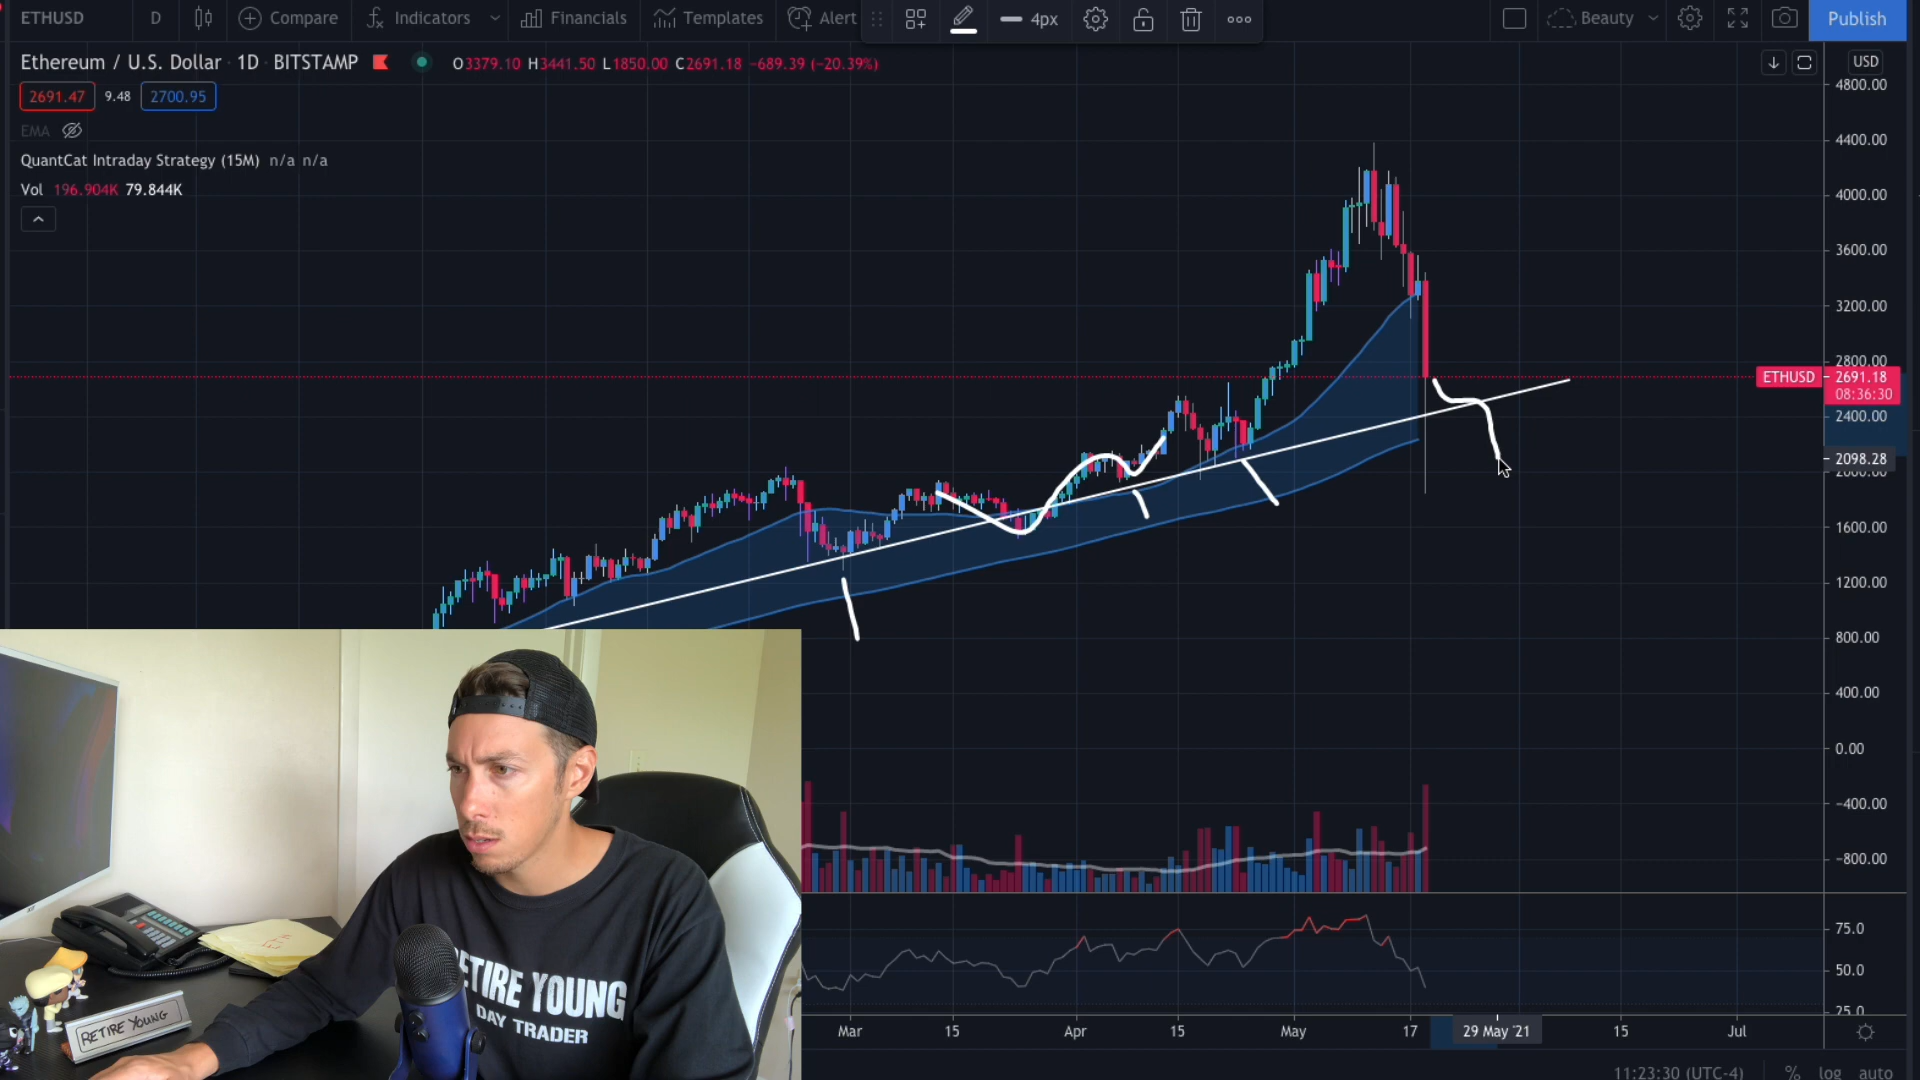 ETHUSD D Compare Indicators Financials Templates Alert 4px Beauty Publish
Ethereum / U.S. Dollar · 1D · BITSTAMP O3379.10 H3441.50 L1850.00 C2691.18 −689.39 (−20.39%) USD
2691.47 9.48 2700.95
EMA
QuantCat Intraday Strategy (15M) n/a n/a
Vol 196.904K 79.844K
4800.00
4400.00
4000.00
3600.00
3200.00
2800.00
ETHUSD 2691.18
08:36:30
2400.00
2098.28
1600.00
1200.00
800.00
400.00
0.00
−400.00
−800.00
75.0
50.0
25.0
Mar 15 Apr 15 May 17 29 May '21 15 Jul
11:23:30 (UTC-4) % log auto
RETIRE YOUNG
DAY TRADER
RETIRE YOUNG